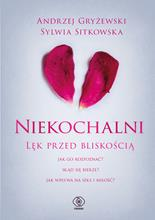 ANDRZEJ GRYŻEWSKI
SYLWIA SITKOWSKA
NIEKOCHALNI
LĘK PRZED BLISKOŚCIĄ
JAK GO ROZPOZNAĆ?
SKĄD SIĘ BIERZE?
JAK WPŁYWA NA SEKS I MIŁOŚĆ?